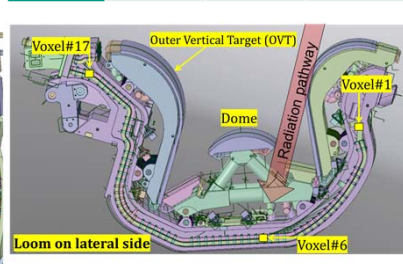 Voxel#17
Outer Vertical Target (OVT)
Voxel#1
Dome
Radiation pathway
Loom on lateral side
Voxel#6